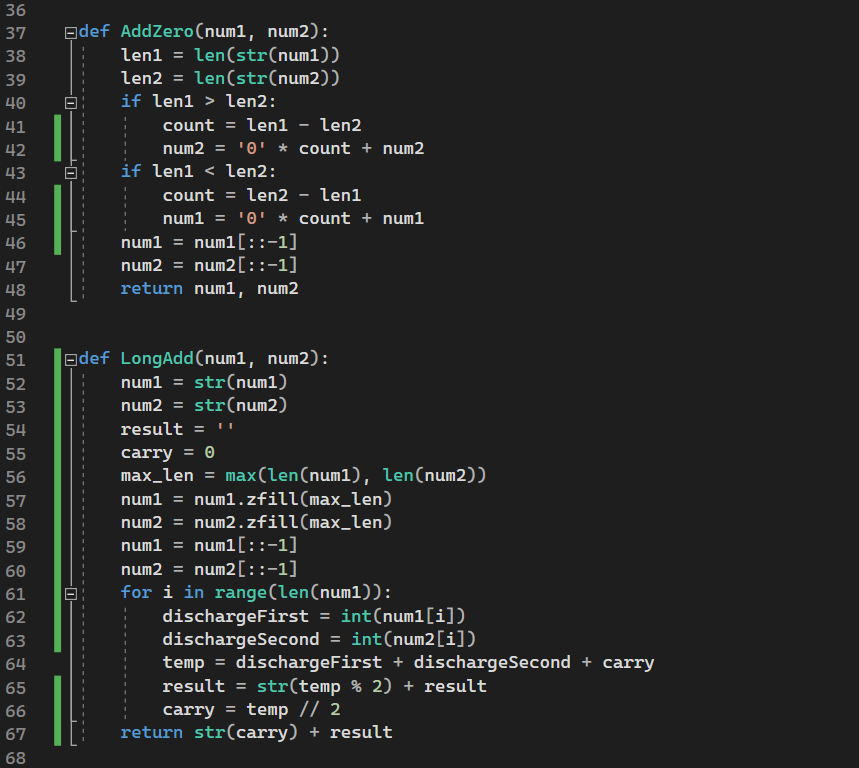 36
37 def AddZero(num1, num2):
38     len1 = len(str(num1))
39     len2 = len(str(num2))
40     if len1 > len2:
41         count = len1 - len2
42         num2 = '0' * count + num2
43     if len1 < len2:
44         count = len2 - len1
45         num1 = '0' * count + num1
46     num1 = num1[::-1]
47     num2 = num2[::-1]
48     return num1, num2
49
50
51 def LongAdd(num1, num2):
52     num1 = str(num1)
53     num2 = str(num2)
54     result = ''
55     carry = 0
56     max_len = max(len(num1), len(num2))
57     num1 = num1.zfill(max_len)
58     num2 = num2.zfill(max_len)
59     num1 = num1[::-1]
60     num2 = num2[::-1]
61     for i in range(len(num1)):
62         dischargeFirst = int(num1[i])
63         dischargeSecond = int(num2[i])
64         temp = dischargeFirst + dischargeSecond + carry
65         result = str(temp % 2) + result
66         carry = temp // 2
67     return str(carry) + result
68